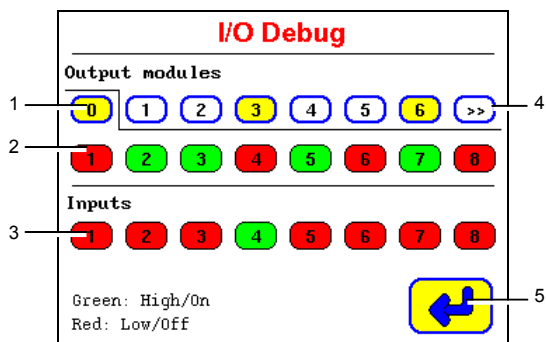 I/O Debug
Output modules
1 0 1 2 3 4 5 6 >> 4
2 1 2 3 4 5 6 7 8
Inputs
3 1 2 3 4 5 6 7 8
5
Green: High/On
Red: Low/Off